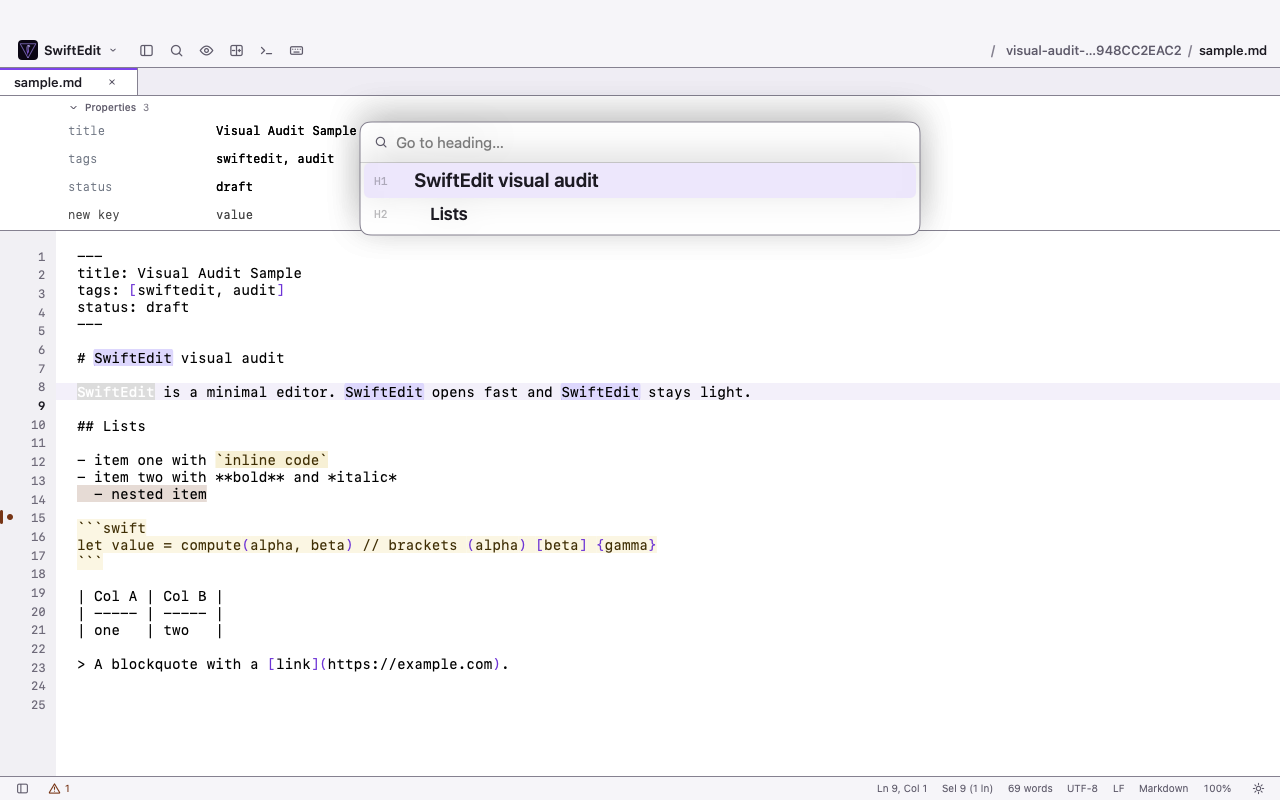 SwiftEdit
/ visual-audit-...948CC2EAC2 / sample.md
sample.md ×
Properties 3
title Visual Audit Sample
tags swiftedit, audit
status draft
new key value
Go to heading...
H1 SwiftEdit visual audit
H2 Lists
1 ---
2 title: Visual Audit Sample
3 tags: [swiftedit, audit]
4 status: draft
5 ---
6
7 # SwiftEdit visual audit
8
9 SwiftEdit is a minimal editor. SwiftEdit opens fast and SwiftEdit stays light.
10
11 ## Lists
12
13 - item one with `inline code`
14 - item two with **bold** and *italic*
15   - nested item
16
17 ```swift
18 let value = compute(alpha, beta) // brackets (alpha) [beta] {gamma}
19 ```
20
21 | Col A | Col B |
22 | ----- | ----- |
23 | one   | two   |
24
25 > A blockquote with a [link](https://example.com).
1
Ln 9, Col 1 Sel 9 (1 ln) 69 words UTF-8 LF Markdown 100%